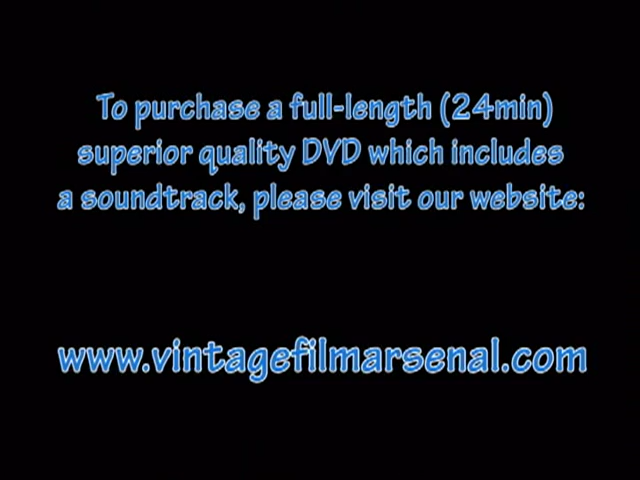 To purchase a full-length (24min)
superior quality DVD which includes
a soundtrack, please visit our website:
www.vintagefilmarsenal.com